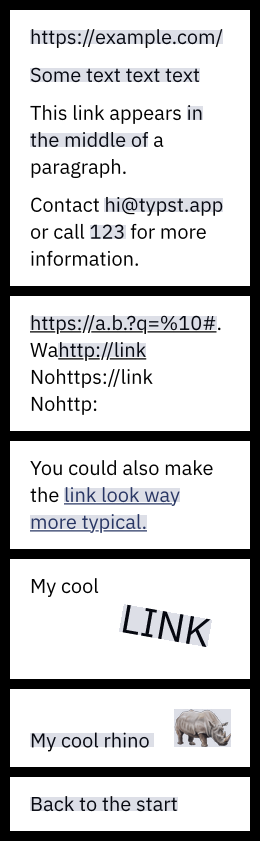 https://example.com/
Some text text text
This link appears in
the middle of a
paragraph.
Contact hi@typst.app
or call 123 for more
information.
https://a.b.?q=%10#.
Wahttp://link
Nohttps://link
Nohttp:
You could also make
the link look way
more typical.
My cool
LINK
My cool rhino
Back to the start